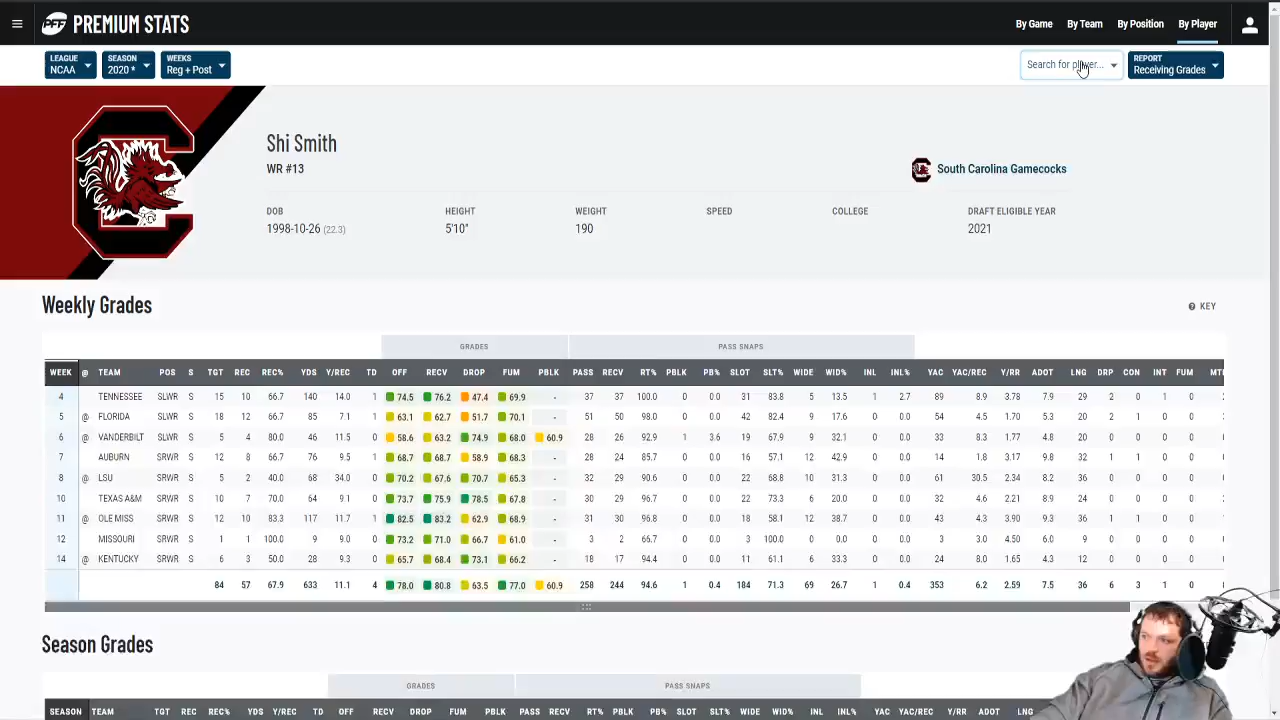 PFF PREMIUM STATS By Game By Team By Position By Player
LEAGUE NCAA SEASON 2020 * WEEKS Reg + Post Search for player... REPORT Receiving Grades
Shi Smith
WR #13
South Carolina Gamecocks
DOB HEIGHT WEIGHT SPEED COLLEGE DRAFT ELIGIBLE YEAR
1998-10-26 (22.3) 5'10" 190 2021
Weekly Grades
KEY
GRADES PASS SNAPS
WEEK @ TEAM POS S TGT REC REC% YDS Y/REC TD OFF RECV DROP FUM PBLK PASS RECV RT% PBLK PB% SLOT SLT% WIDE WID% INL INL% YAC YAC/REC Y/RR ADOT LNG DRP CON INT FUM
4 TENNESSEE SLWR S 15 10 66.7 140 14.0 1 74.5 76.2 47.4 69.9 - 37 37 100.0 0 0.0 31 83.8 5 13.5 1 2.7 89 8.9 3.78 7.9 29 2 0 1 0
5 @ FLORIDA SLWR S 18 12 66.7 85 7.1 1 63.1 62.7 51.7 70.1 - 51 50 98.0 0 0.0 42 82.4 9 17.6 0 0.0 54 4.5 1.70 5.3 20 2 1 0 0
6 @ VANDERBILT SLWR S 5 4 80.0 46 11.5 0 58.6 63.2 74.9 68.0 60.9 28 26 92.9 1 3.6 19 67.9 9 32.1 0 0.0 33 8.3 1.77 4.8 20 0 0 0 0
7 AUBURN SRWR S 12 8 66.7 76 9.5 1 68.7 68.7 58.9 68.3 - 28 24 85.7 0 0.0 16 57.1 12 42.9 0 0.0 14 1.8 3.17 9.8 32 1 1 0 0
8 @ LSU SRWR S 5 2 40.0 68 34.0 0 70.2 67.6 70.7 65.3 - 32 29 90.6 0 0.0 22 68.8 10 31.3 0 0.0 61 30.5 2.34 8.2 36 0 0 0 0
10 TEXAS A&M SRWR S 10 7 70.0 64 9.1 0 73.7 75.9 78.5 67.8 - 30 29 96.7 0 0.0 22 73.3 6 20.0 0 0.0 32 4.6 2.21 8.9 24 0 0 0 0
11 @ OLE MISS SRWR S 12 10 83.3 117 11.7 1 82.5 83.2 62.9 68.9 - 31 30 96.8 0 0.0 18 58.1 12 38.7 0 0.0 43 4.3 3.90 9.3 36 1 1 0 0
12 MISSOURI SRWR S 1 1 100.0 9 9.0 0 73.2 71.0 66.7 61.0 - 3 2 66.7 0 0.0 3 100.0 0 0.0 0 0.0 3 3.0 4.50 6.0 9 0 0 0 0
14 @ KENTUCKY SRWR S 6 3 50.0 28 9.3 0 65.7 68.4 73.1 66.2 - 18 17 94.4 0 0.0 11 61.1 6 33.3 0 0.0 24 8.0 1.65 4.3 12 0 0 0 0
84 57 67.9 633 11.1 4 78.0 80.8 63.5 77.0 60.9 258 244 94.6 1 0.4 184 71.3 69 26.7 1 0.4 353 6.2 2.59 7.5 36 6 3 1 0
Season Grades
GRADES PASS SNAPS
SEASON TEAM TGT REC REC% YDS Y/REC TD OFF RECV DROP FUM PBLK PASS RECV RT% PBLK PB% SLOT SLT% WIDE WID% INL INL% YAC YAC/REC Y/RR ADOT LNG